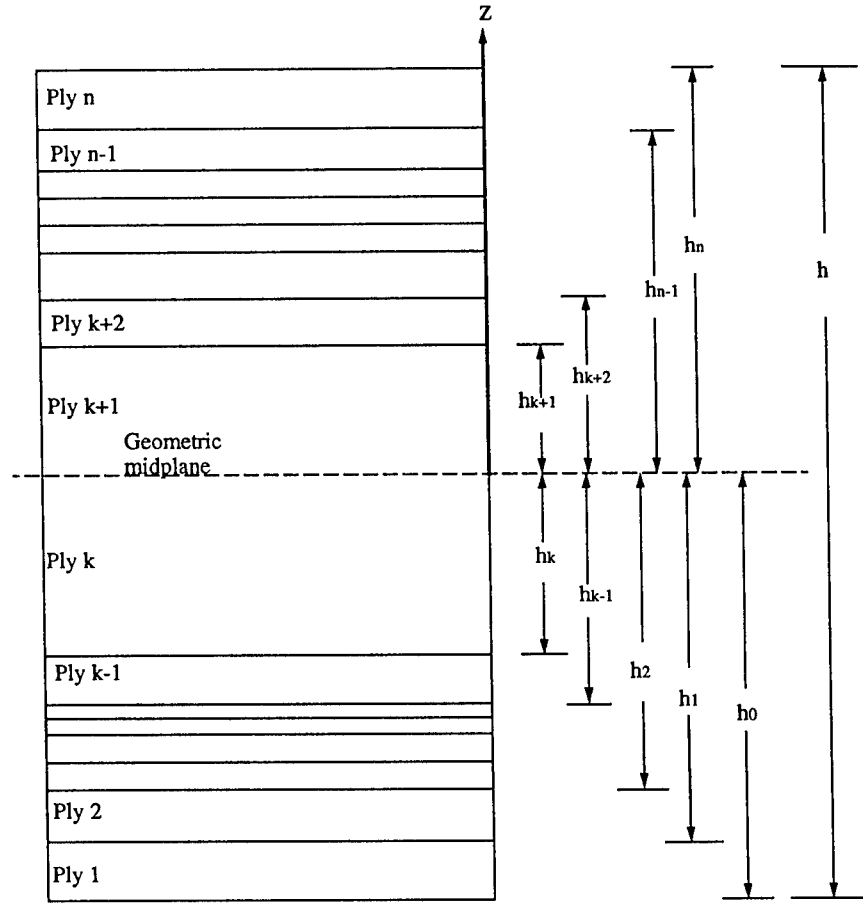 Z
Ply n
Ply n-1
hn
h
hn-1
Ply k+2
hk+2
hk+1
Ply k+1
Geometric
midplane
Ply k
hk
hk-1
Ply k-1
h2
h1
h0
Ply 2
Ply 1